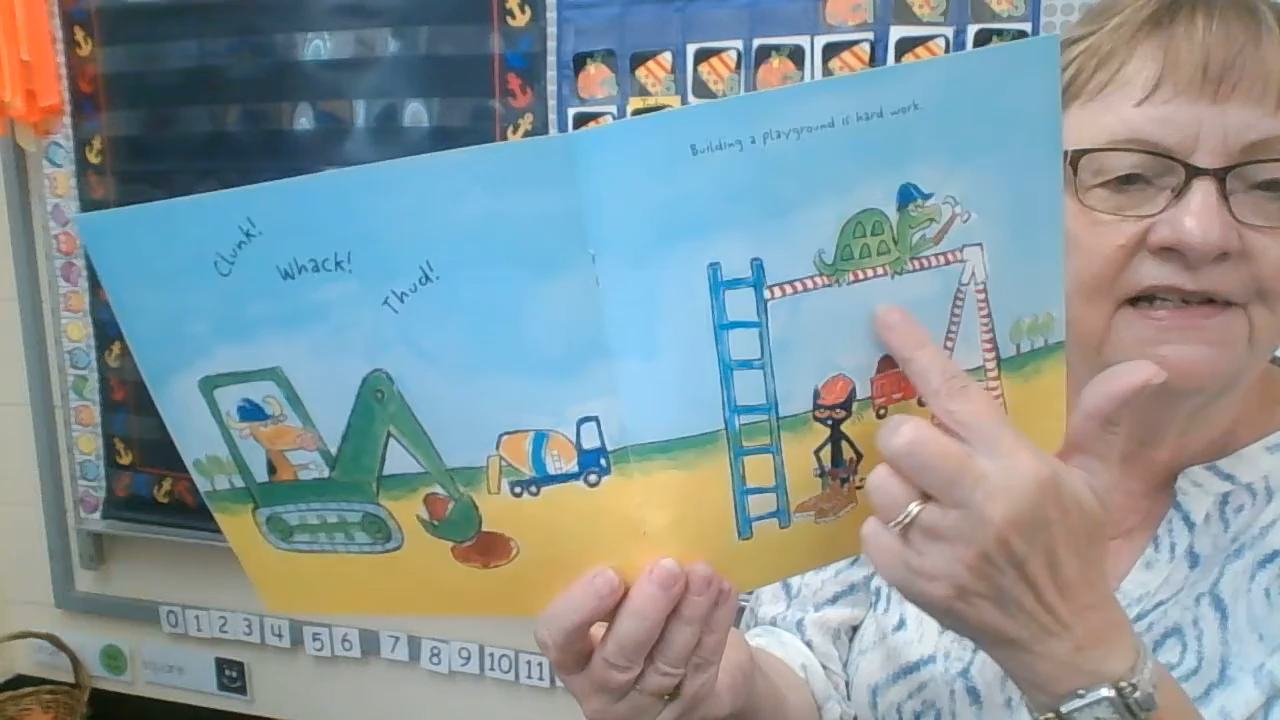 Clunk!
Whack!
Thud!
Building a playground is hard work.
0 1 2 3 4 5 6 7 8 9 10 11
square